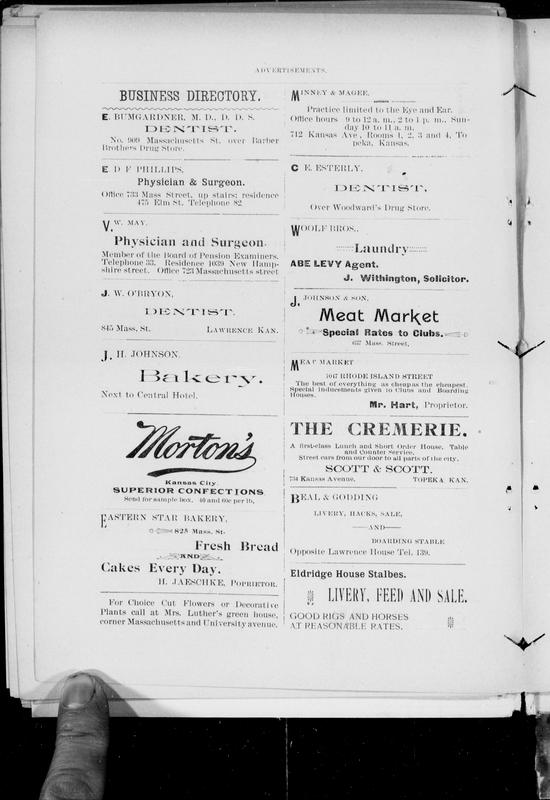 ADVERTISEMENTS.
BUSINESS DIRECTORY.
E. BUMGARDNER, M. D., D. D. S.
DENTIST.
No. 909 Massachusetts St. over Barber
Brothers Drug Store.
E D F PHILLIPS,
Physician & Surgeon.
Office 733 Mass Street, up stairs; residence
475 Elm St. Telephone 82
V. W. MAY.
Physician and Surgeon.
Member of the Board of Pension Examiners.
Telephone 33. Residence 1039 New Hamp-
shire street. Office 723 Massachusetts street
J. W. O'BRYON,
DENTIST.
845 Mass. St. LAWRENCE KAN.
J. H. JOHNSON.
Bakery.
Next to Central Hotel.
Morton's
Kansas City
SUPERIOR CONFECTIONS
Send for sample box. 40 and 60c per lb.
EASTERN STAR BAKERY,
825 Mass. St.
Fresh Bread
AND
Cakes Every Day.
H. JAESCHKE, POPRIETOR.
For Choice Cut Flowers or Decorative
Plants call at Mrs. Luther's green house,
corner Massachusetts and University avenue.
MINNEY & MAGEE,
Practice limited to the Eye and Ear.
Office hours 9 to 12 a. m., 2 to 1 p. m., Sun-
day 10 to 11 a. m.
712 Kansas Ave, Rooms 1, 2, 3 and 4, To
peka, Kansas.
C E. ESTERLY,
DENTIST,
Over Woodward's Drug Store.
WOOLF BROS.,
Laundry
ABE LEVY Agent.
J. Withington, Solicitor.
J. JOHNSON & SON,
Meat Market
Special Rates to Clubs.
637 Mass. Street,
MEAT MARKET
1047 RHODE ISLAND STREET
The best of everything as cheap as the cheapest.
Special inducements given to Clubs and Boarding
Houses.
Mr. Hart, Proprietor.
THE CREMERIE.
A first-class Lunch and Short Order House. Table
and Counter Service.
Street cars from our door to all parts of the city.
SCOTT & SCOTT.
734 Kansas Avenue. TOPEKA KAN.
BEAL & GODDING
LIVERY, HACKS, SALE,
AND
BOARDING STABLE
Opposite Lawrence House Tel. 139.
Eldridge House Stalbes.
LIVERY, FEED AND SALE.
GOOD RIGS AND HORSES
AT REASONABLE RATES.